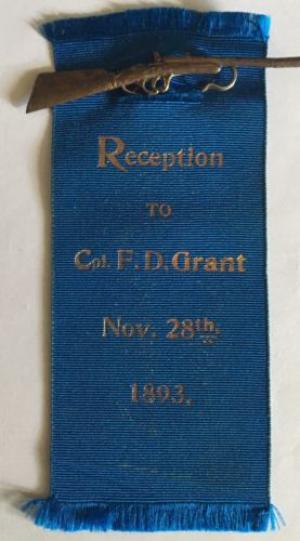 Reception
TO
Col. F. D. Grant
Nov. 28th,
1893.